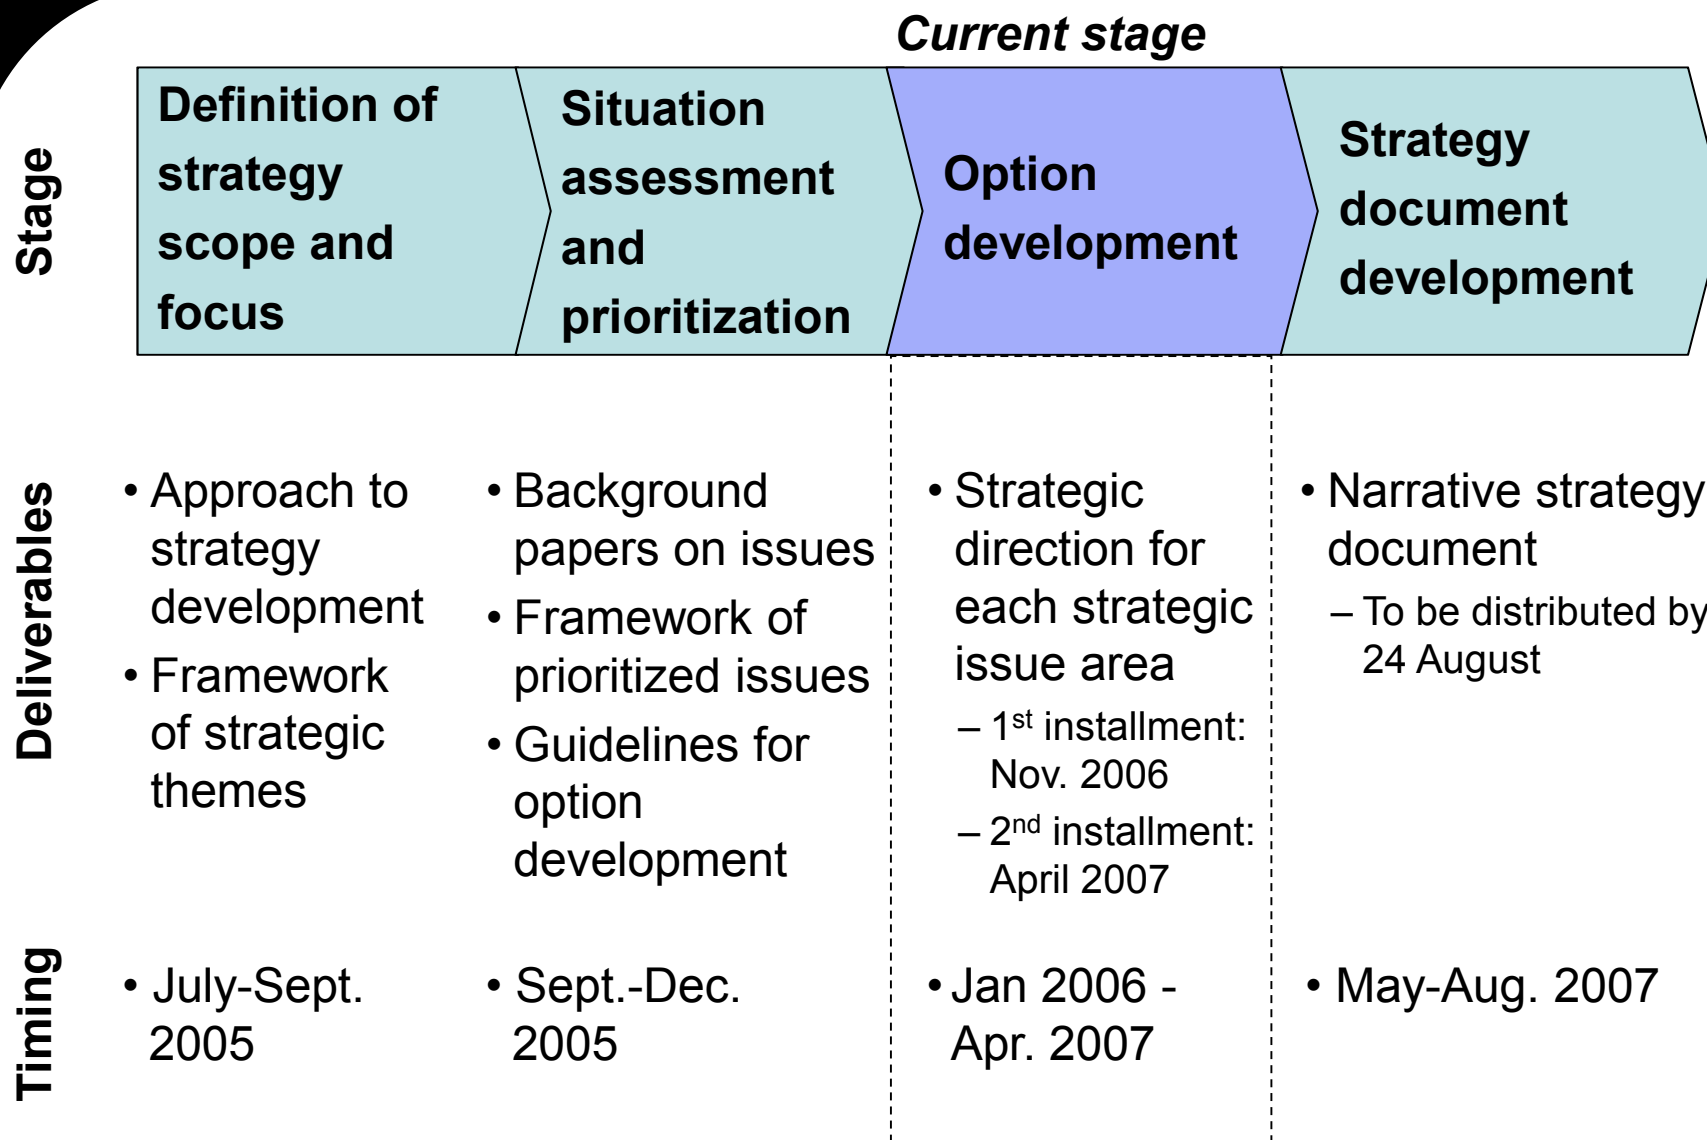 Current stage
Stage
Definition of
strategy
scope and
focus
Situation
assessment
and
prioritization
Option
development
Strategy
document
development
Deliverables
• Approach to
strategy
development
• Framework
of strategic
themes
• Background
papers on issues
• Framework of
prioritized issues
• Guidelines for
option
development
• Strategic
direction for
each strategic
issue area
– 1st installment:
Nov. 2006
– 2nd installment:
April 2007
• Narrative strategy
document
– To be distributed by
24 August
Timing
• July-Sept.
2005
• Sept.-Dec.
2005
• Jan 2006 -
Apr. 2007
• May-Aug. 2007